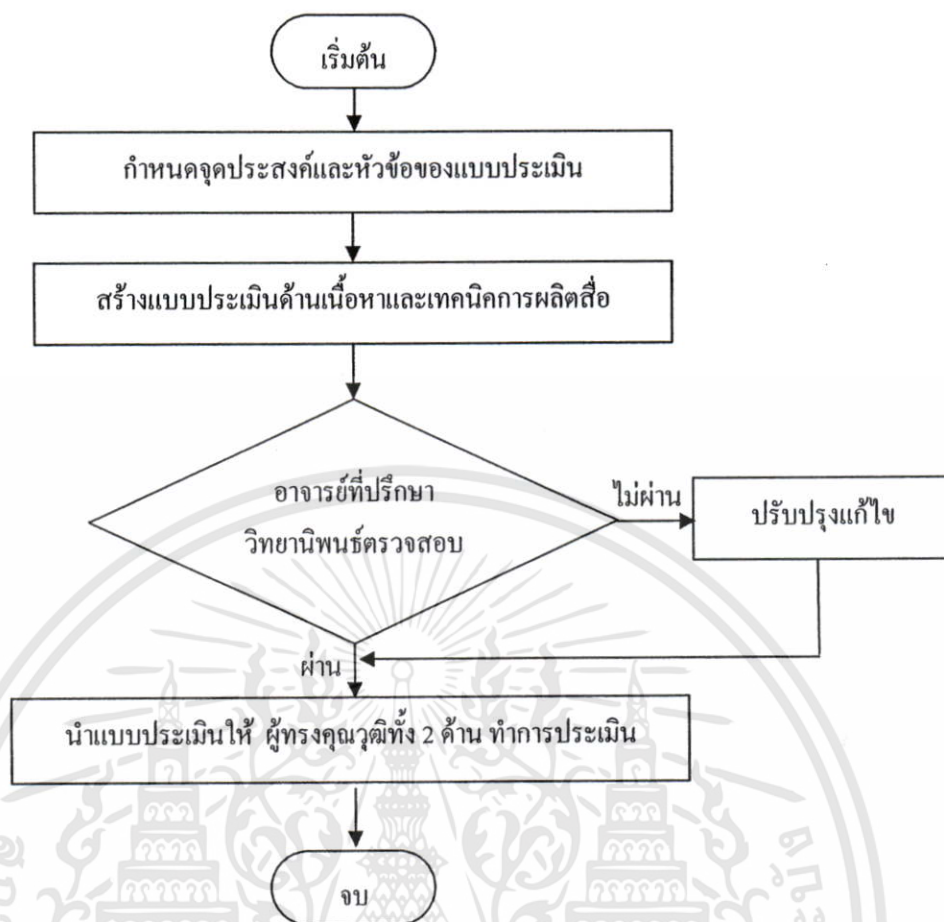 เริ่มต้น
กำหนดจุดประสงค์และหัวข้อของแบบประเมิน
สร้างแบบประเมินด้านเนื้อหาและเทคนิคการผลิตสื่อ
อาจารย์ที่ปรึกษา
วิทยานิพนธ์ตรวจสอบ
ไม่ผ่าน
ปรับปรุงแก้ไข
ผ่าน
นำแบบประเมินให้ ผู้ทรงคุณวุฒิทั้ง 2 ด้าน ทำการประเมิน
จบ